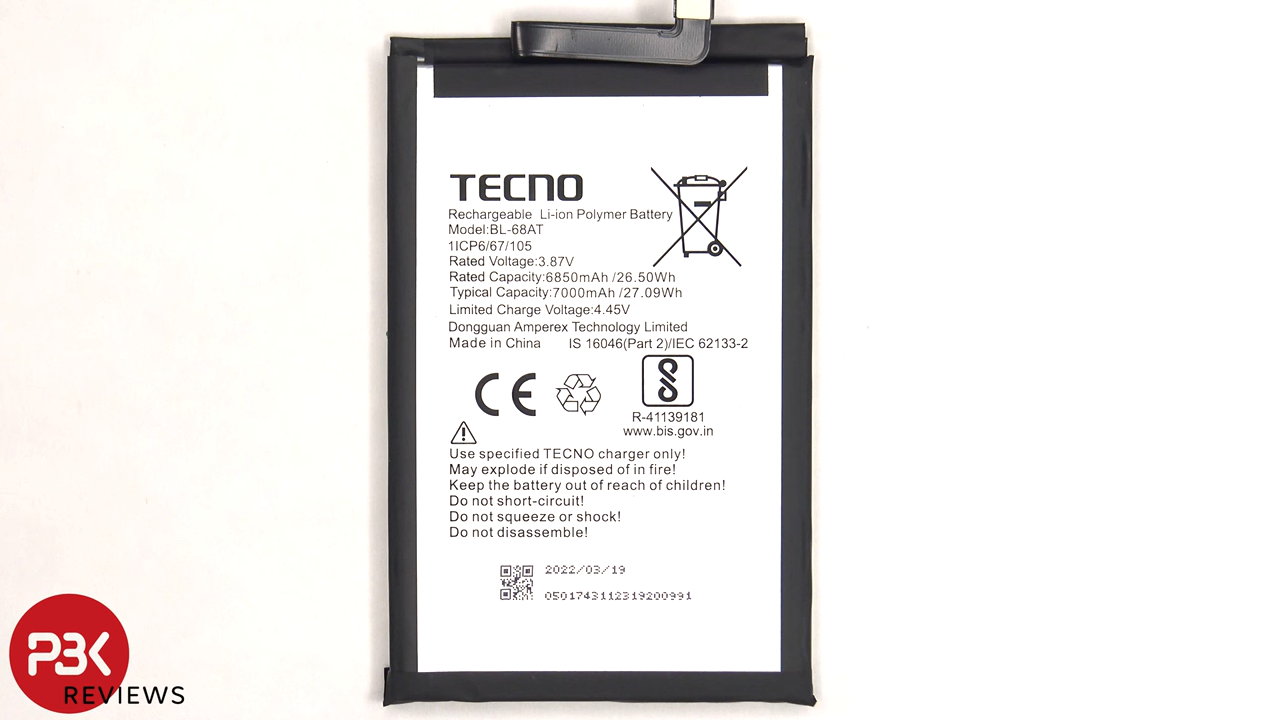 TECNO
Rechargeable Li-ion Polymer Battery
Model:BL-68AT
1ICP6/67/105
Rated Voltage:3.87V
Rated Capacity:6850mAh /26.50Wh
Typical Capacity:7000mAh /27.09Wh
Limited Charge Voltage:4.45V
Dongguan Amperex Technology Limited
Made in China IS 16046(Part 2)/IEC 62133-2
CE
R-41139181
www.bis.gov.in
Use specified TECNO charger only!
May explode if disposed of in fire!
Keep the battery out of reach of children!
Do not short-circuit!
Do not squeeze or shock!
Do not disassemble!
2022/03/19
0501743112319200991
PBK
REVIEWS